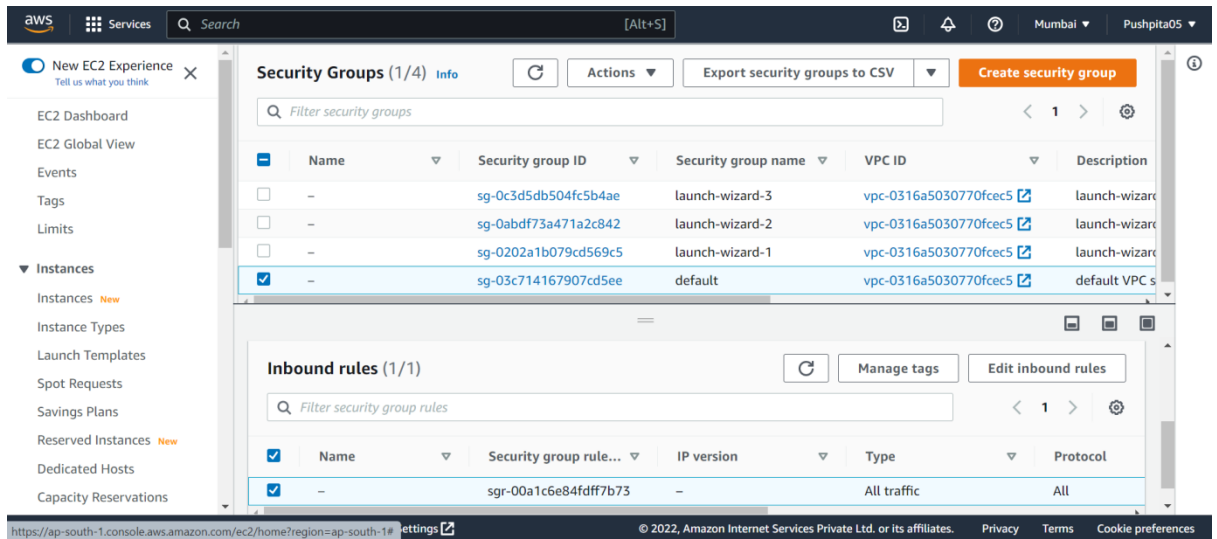 aws Services Search [Alt+S] Mumbai Pushpita05
New EC2 Experience
Tell us what you think
EC2 Dashboard
EC2 Global View
Events
Tags
Limits
Instances
Instances New
Instance Types
Launch Templates
Spot Requests
Savings Plans
Reserved Instances New
Dedicated Hosts
Capacity Reservations
Security Groups (1/4) Info Actions Export security groups to CSV Create security group
Filter security groups 1
Name Security group ID Security group name VPC ID Description
– sg-0c3d5db504fc5b4ae launch-wizard-3 vpc-0316a5030770fcec5 launch-wizard
– sg-0abdf73a471a2c842 launch-wizard-2 vpc-0316a5030770fcec5 launch-wizard
– sg-0202a1b079cd569c5 launch-wizard-1 vpc-0316a5030770fcec5 launch-wizard
– sg-03c714167907cd5ee default vpc-0316a5030770fcec5 default VPC s
Inbound rules (1/1) Manage tags Edit inbound rules
Filter security group rules 1
Name Security group rule... IP version Type Protocol
– sgr-00a1c6e84fdff7b73 – All traffic All
https://ap-south-1.console.aws.amazon.com/ec2/home?region=ap-south-1# ettings © 2022, Amazon Internet Services Private Ltd. or its affiliates. Privacy Terms Cookie preferences